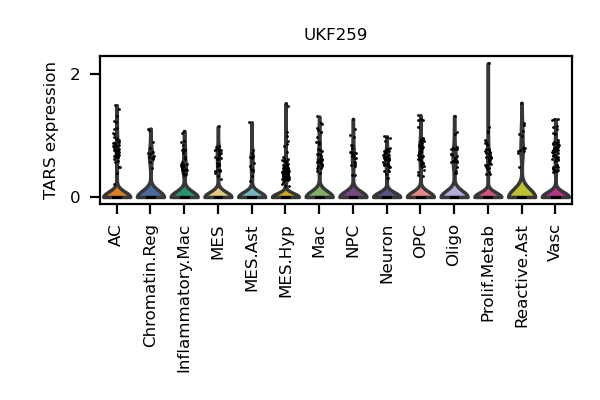 UKF259
TARS expression
2
0
AC
Chromatin.Reg
Inflammatory.Mac
MES
MES.Ast
MES.Hyp
Mac
NPC
Neuron
OPC
Oligo
Prolif.Metab
Reactive.Ast
Vasc